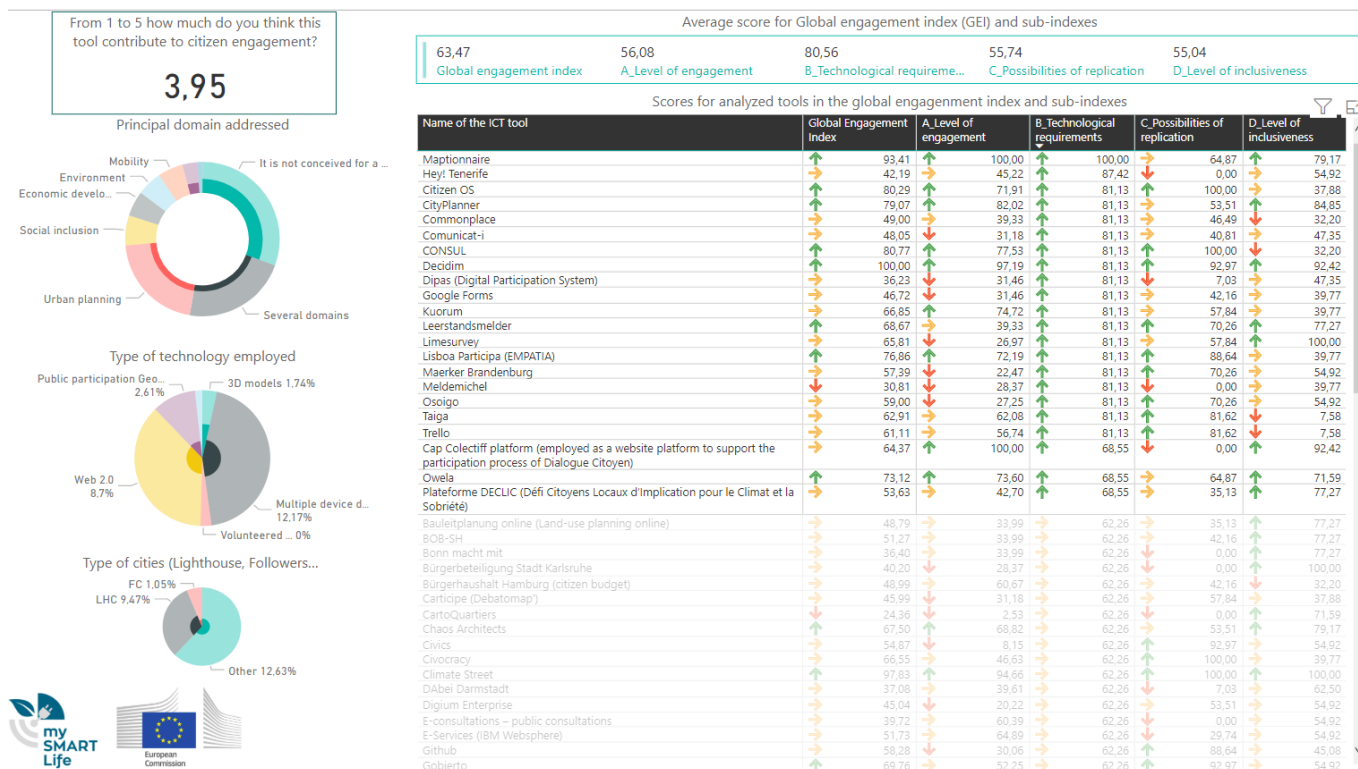 From 1 to 5 how much do you think this
tool contribute to citizen engagement?
3,95
Principal domain addressed
Mobility
Environment
Economic develo...
Social inclusion
Urban planning
It is not conceived for a ...
Several domains
Type of technology employed
Public participation Geo...
2,61%
3D models 1,74%
Web 2.0
8.7%
Multiple device d...
12,17%
Volunteered ... 0%
Type of cities (Lighthouse, Followers...
FC 1,05%
LHC 9,47%
Other 12,63%
my
SMART
Life
European
Commission
Average score for Global engagement index (GEI) and sub-indexes
63,47 56,08 80,56 55,74 55,04
Global engagement index A_Level of engagement B_Technological requireme... C_Possibilities of replication D_Level of inclusiveness
Scores for analyzed tools in the global engagenment index and sub-indexes
Name of the ICT tool Global Engagement A_Level of B_Technological C_Possibilities of D_Level of
Index engagement requirements replication inclusiveness
Maptionnaire 93,41 100,00 100,00 64,87 79,17
Hey! Tenerife 42,19 45,22 87,42 0,00 54,92
Citizen OS 80,29 71,91 81,13 100,00 37,88
CityPlanner 79,07 82,02 81,13 53,51 84,85
Commonplace 49,00 39,33 81,13 46,49 32,20
Comunicat-i 48,05 31,18 81,13 40,81 47,35
CONSUL 80,77 77,53 81,13 100,00 32,20
Decidim 100,00 97,19 81,13 92,97 92,42
Dipas (Digital Participation System) 36,23 31,46 81,13 7,03 47,35
Google Forms 46,72 31,46 81,13 42,16 39,77
Kuorum 66,85 74,72 81,13 57,84 39,77
Leerstandsmelder 68,67 39,33 81,13 70,26 77,27
Limesurvey 65,81 26,97 81,13 57,84 100,00
Lisboa Participa (EMPATIA) 76,86 72,19 81,13 88,64 39,77
Maerker Brandenburg 57,39 22,47 81,13 70,26 54,92
Meldemichel 30,81 28,37 81,13 0,00 39,77
Osoigo 59,00 27,25 81,13 70,26 54,92
Taiga 62,91 62,08 81,13 81,62 7,58
Trello 61,11 56,74 81,13 81,62 7,58
Cap Colectiff platform (employed as a website platform to support the 64,37 100,00 68,55 0,00 92,42
participation process of Dialogue Citoyen)
Owela 73,12 73,60 68,55 64,87 71,59
Plateforme DECLIC (Défi Citoyens Locaux d'Implication pour le Climat et la 53,63 42,70 68,55 35,13 77,27
Sobriété)
Bauleitplanung online (Land-use planning online) 48,79 33,99 62,26 35,13 77,27
BOB-SH 51,27 33,99 62,26 42,16 77,27
Bonn macht mit 36,40 33,99 62,26 0,00 77,27
Bürgerbeteiligung Stadt Karlsruhe 40,20 28,37 62,26 0,00 100,00
Bürgerhaushalt Hamburg (citizen budget) 48,99 60,67 62,26 42,16 32,20
Carticipe (Debatomap') 45,99 31,18 62,26 57,84 37,88
CartoQuartiers 24,36 2,53 62,26 0,00 71,59
Chaos Architects 67,50 68,82 62,26 53,51 79,17
Civics 54,87 8,15 62,26 92,97 54,92
Civocracy 66,55 46,63 62,26 100,00 39,77
Climate Street 97,83 94,66 62,26 100,00 100,00
DAbei Darmstadt 37,08 39,61 62,26 7,03 62,50
Digium Enterprise 45,04 20,22 62,26 53,51 54,92
E-consultations – public consultations 39,72 60,39 62,26 0,00 54,92
E-Services (IBM Websphere) 51,73 64,89 62,26 29,74 54,92
Github 58,28 30,06 62,26 88,64 45,08
Gobierto 69,76 52,25 62,26 92,97 54,92